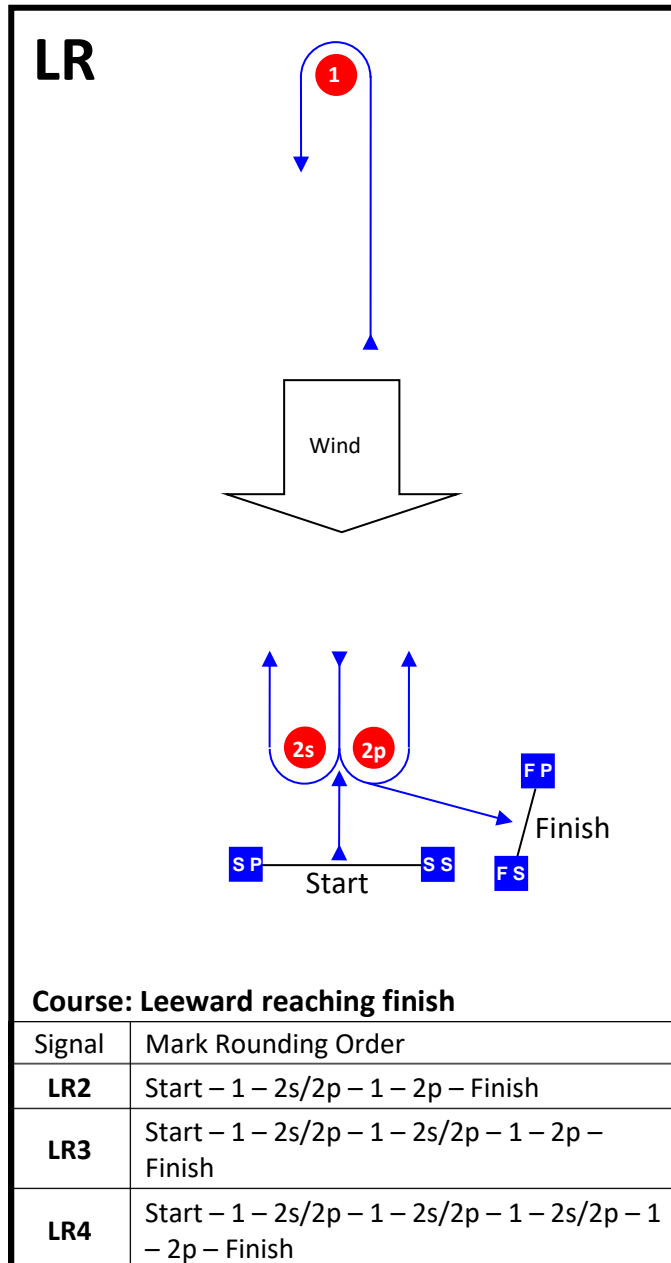 LR
1
Wind
2s 2p
F P
Finish
S P S S
Start
F S
Course: Leeward reaching finish
Signal Mark Rounding Order
LR2 Start – 1 – 2s/2p – 1 – 2p – Finish
LR3 Start – 1 – 2s/2p – 1 – 2s/2p – 1 – 2p –
Finish
LR4 Start – 1 – 2s/2p – 1 – 2s/2p – 1 – 2s/2p – 1
– 2p – Finish